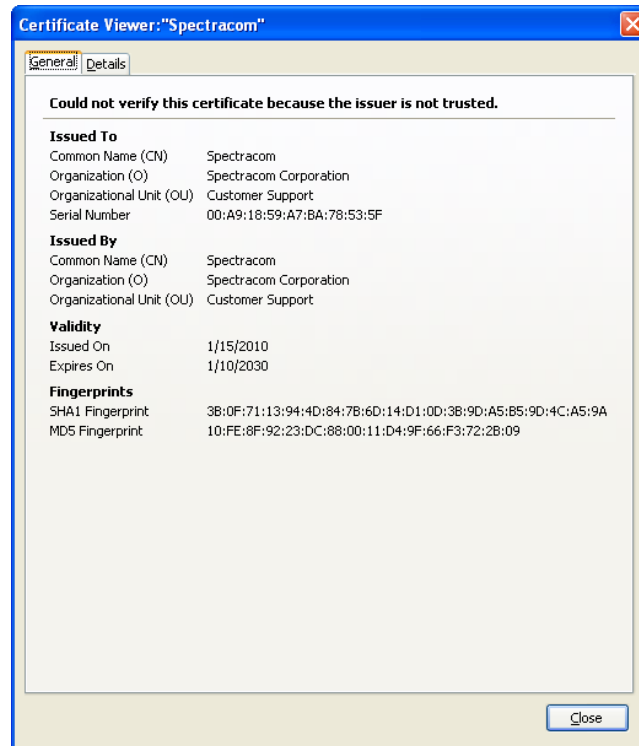 Certificate Viewer:"Spectracom"
General Details
Could not verify this certificate because the issuer is not trusted.
Issued To
Common Name (CN) Spectracom
Organization (O) Spectracom Corporation
Organizational Unit (OU) Customer Support
Serial Number 00:A9:18:59:A7:BA:78:53:5F
Issued By
Common Name (CN) Spectracom
Organization (O) Spectracom Corporation
Organizational Unit (OU) Customer Support
Validity
Issued On 1/15/2010
Expires On 1/10/2030
Fingerprints
SHA1 Fingerprint 3B:0F:71:13:94:4D:84:7B:6D:14:D1:0D:3B:9D:A5:B5:9D:4C:A5:9A
MD5 Fingerprint 10:FE:8F:92:23:DC:88:00:11:D4:9F:66:F3:72:2B:09
Close